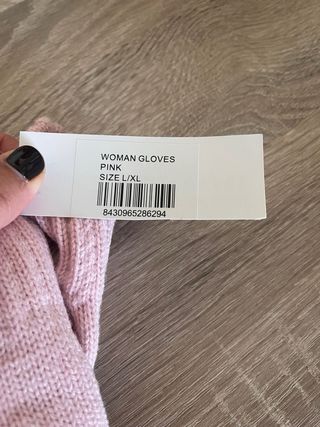 WOMAN GLOVES
PINK
SIZE L/XL
8430965286294